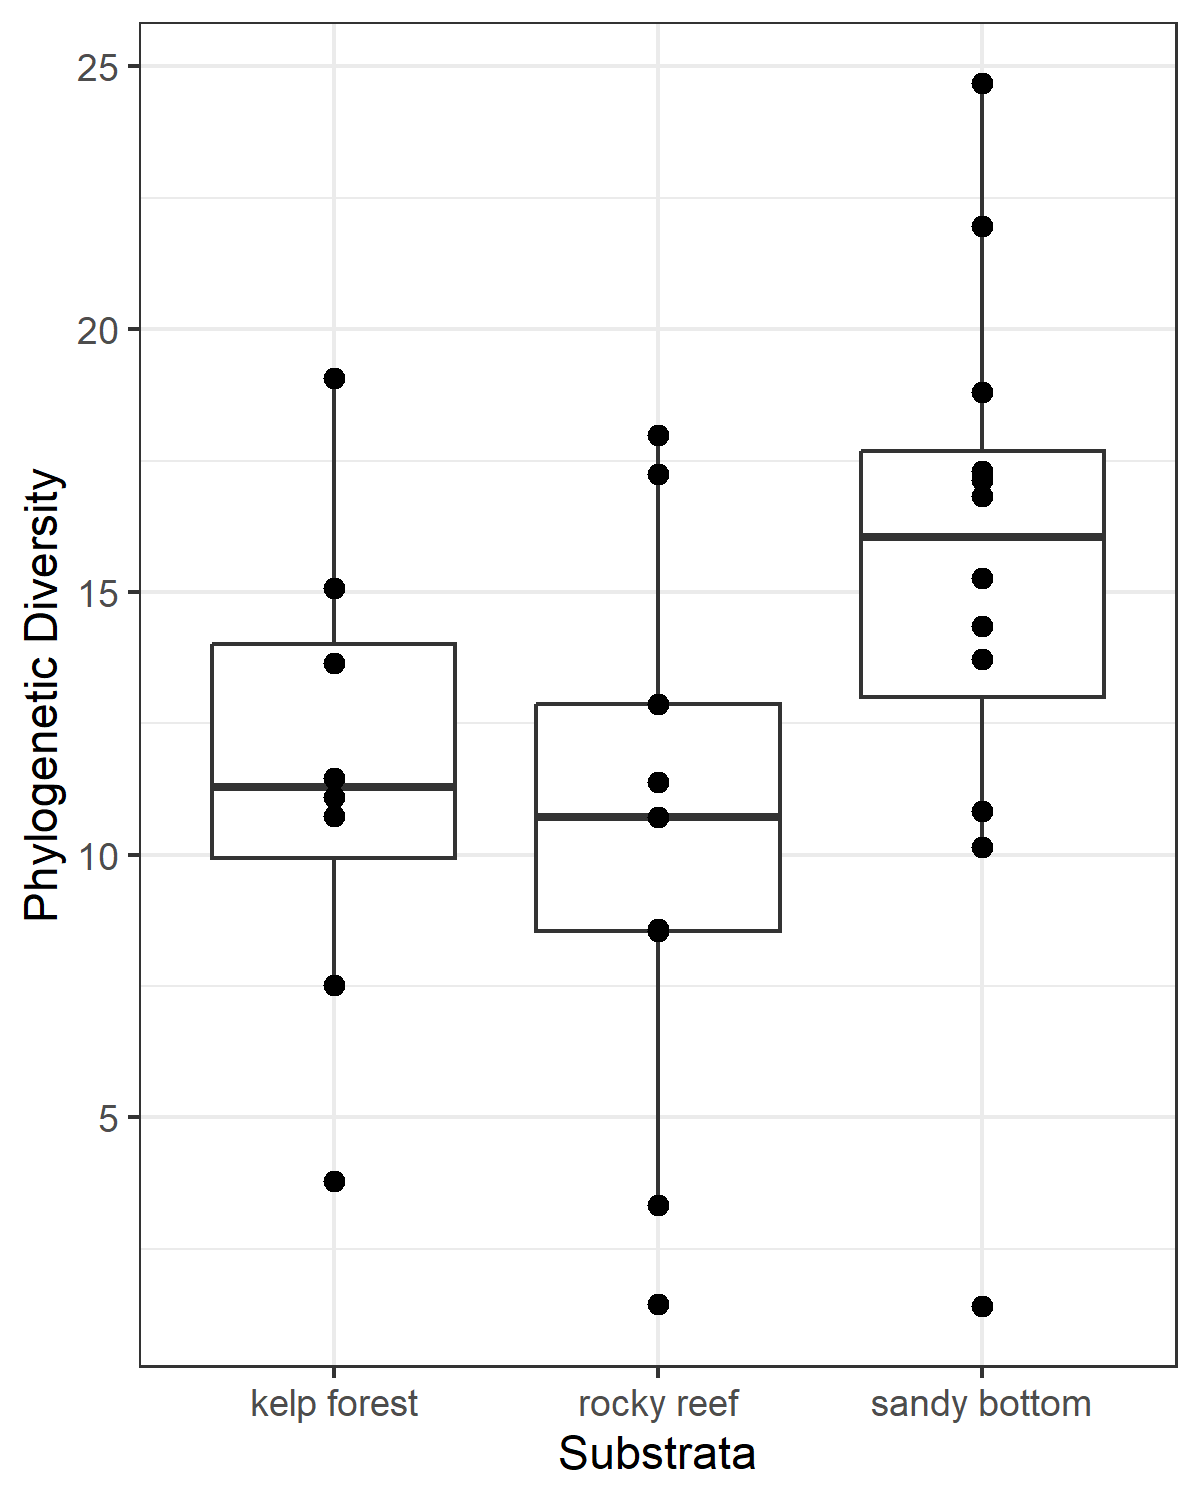 Phylogenetic Diversity
25
20
15
10
5
kelp forest
rocky reef
sandy bottom
Substrata